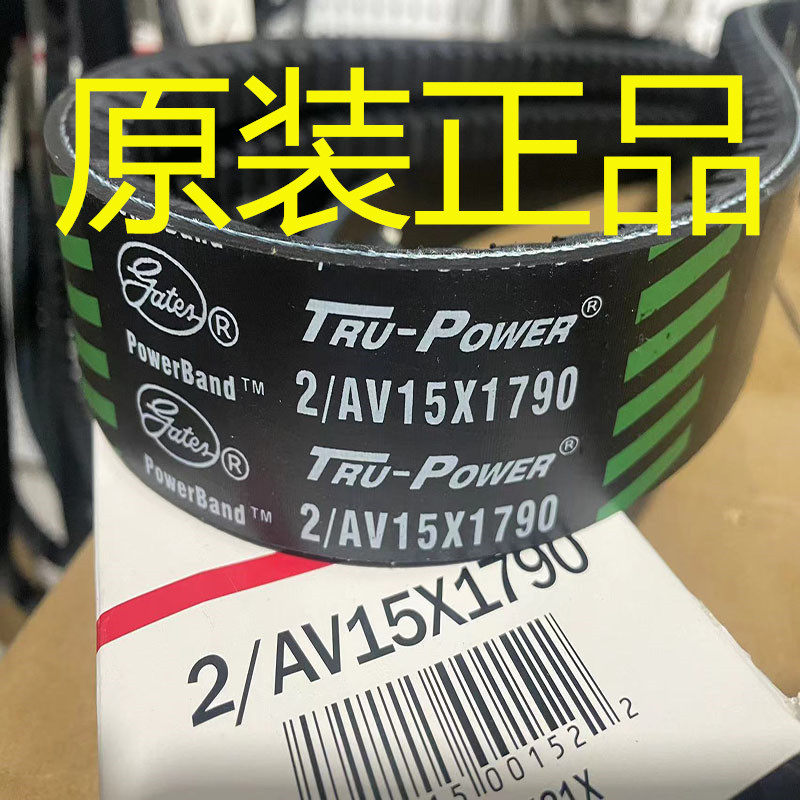 原装正品
Gates®
TRU-POWER®
PowerBand™
2/AV15X1790
Gates®
TRU-POWER®
PowerBand™
2/AV15X1790
2/AV15X1790